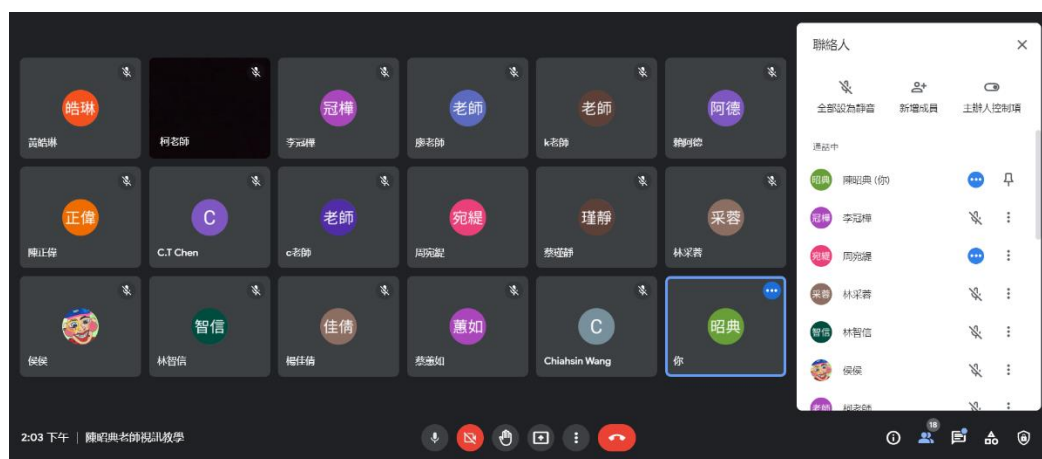 聯絡人
全部設為靜音 新增成員 主辦人控制項
通話中
昭典 陳昭典 (你)
冠樺 李冠樺
宛緹 周宛緹
采蓉 林采蓉
智信 林智信
侯侯
老師 柯老師
皓琳
黃皓琳
柯老師
冠樺
李冠樺
老師
廖老師
老師
k老師
阿德
賴阿德
正偉
陳正偉
C
C.T Chen
老師
c老師
宛緹
周宛緹
瑾靜
蔡瑾靜
采蓉
林采蓉
侯侯
智信
林智信
佳倩
楊佳倩
蕙如
蔡蕙如
C
Chiahsin Wang
昭典
你
2:03 下午 | 陳昭典老師視訊教學
18